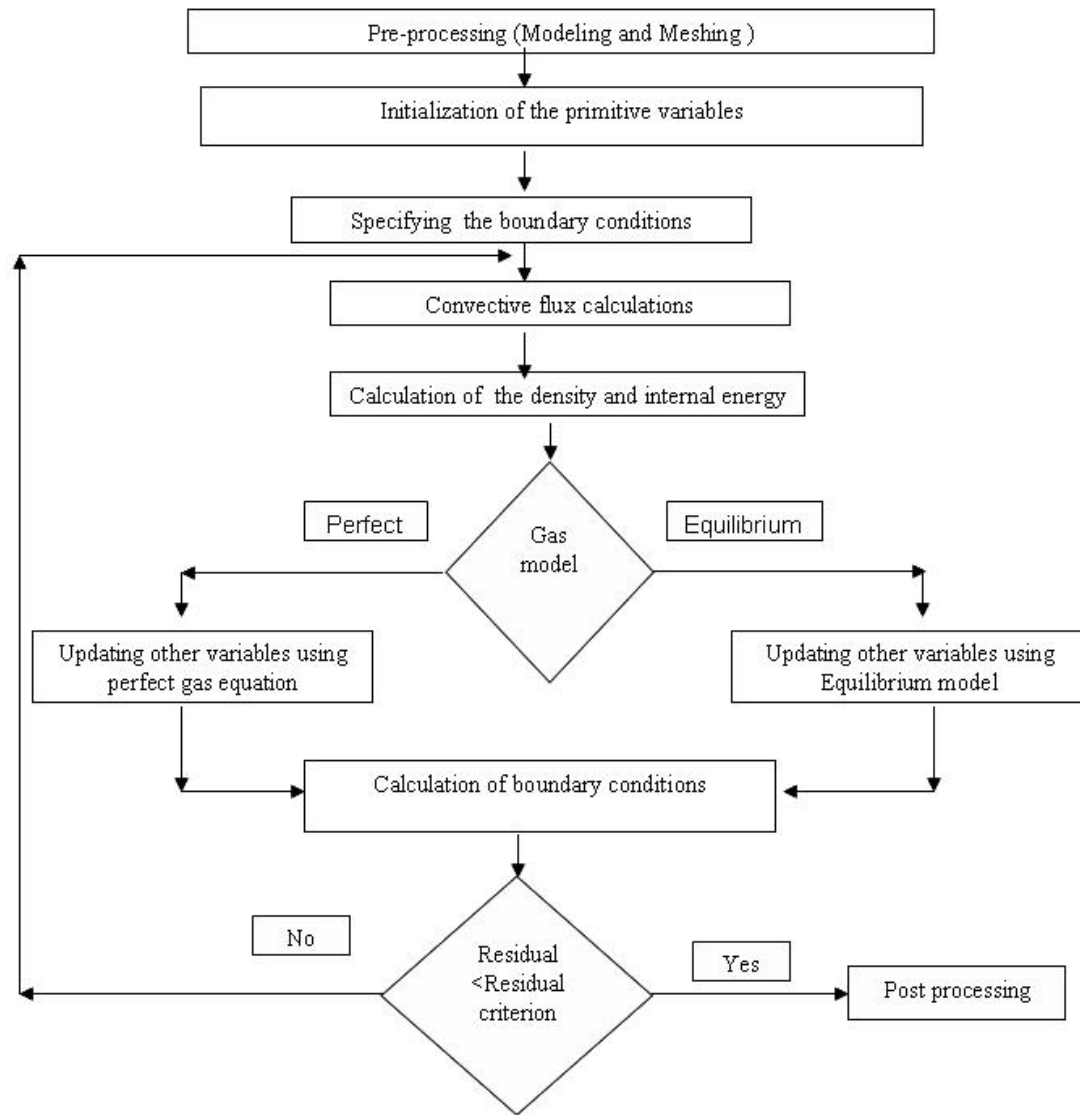 Pre-processing (Modeling and Meshing )
Initialization of the primitive variables
Specifying the boundary conditions
Convective flux calculations
Calculation of the density and internal energy
Perfect
Gas
model
Equilibrium
Updating other variables using
perfect gas equation
Updating other variables using
Equilibrium model
Calculation of boundary conditions
No
Residual
<Residual
criterion
Yes
Post processing